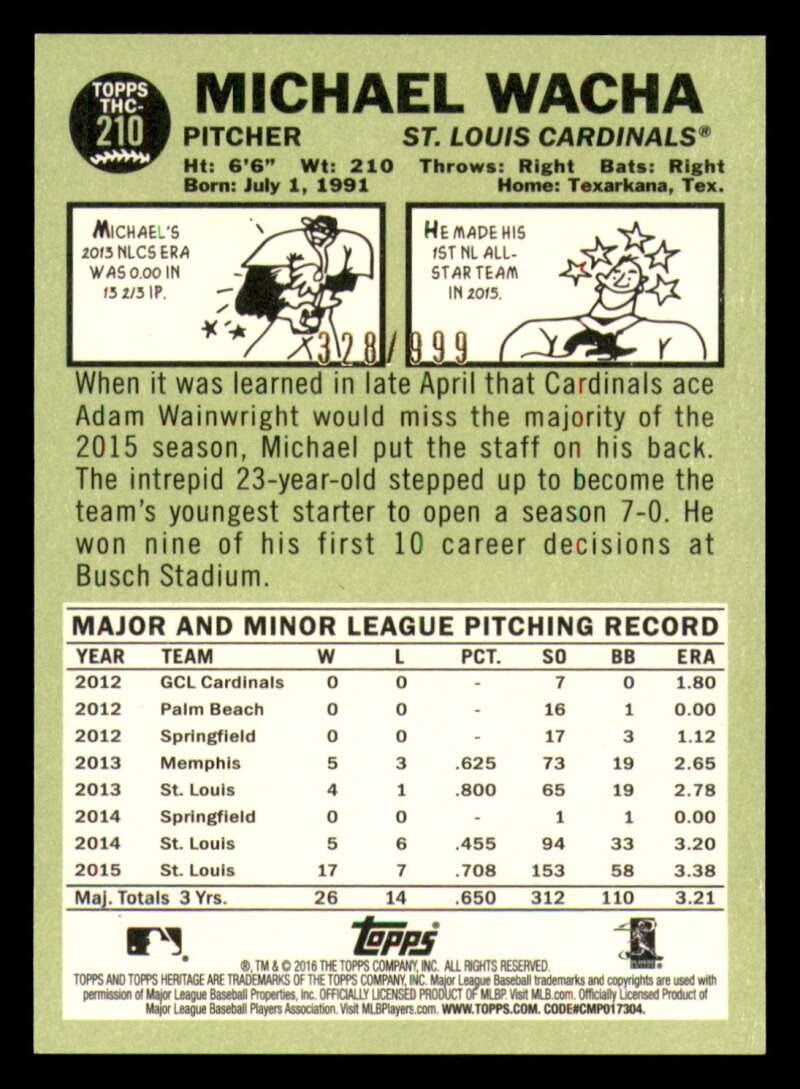 TOPPS
THC-
210
MICHAEL WACHA
PITCHER ST. LOUIS CARDINALS®
Ht: 6'6" Wt: 210 Throws: Right Bats: Right
Born: July 1, 1991 Home: Texarkana, Tex.
MICHAEL'S
2013 NLCS ERA
WAS 0.00 IN
13 2/3 IP.
HE MADE HIS
1ST NL ALL-
STAR TEAM
IN 2015.
328/999
When it was learned in late April that Cardinals ace
Adam Wainwright would miss the majority of the
2015 season, Michael put the staff on his back.
The intrepid 23-year-old stepped up to become the
team's youngest starter to open a season 7-0. He
won nine of his first 10 career decisions at
Busch Stadium.
MAJOR AND MINOR LEAGUE PITCHING RECORD
YEAR TEAM W L PCT. SO BB ERA
2012 GCL Cardinals 0 0 - 7 0 1.80
2012 Palm Beach 0 0 - 16 1 0.00
2012 Springfield 0 0 - 17 3 1.12
2013 Memphis 5 3 .625 73 19 2.65
2013 St. Louis 4 1 .800 65 19 2.78
2014 Springfield 0 0 - 1 1 0.00
2014 St. Louis 5 6 .455 94 33 3.20
2015 St. Louis 17 7 .708 153 58 3.38
Maj. Totals 3 Yrs. 26 14 .650 312 110 3.21
Topps®
®, TM & © 2016 THE TOPPS COMPANY, INC. ALL RIGHTS RESERVED.
TOPPS AND TOPPS HERITAGE ARE TRADEMARKS OF THE TOPPS COMPANY, INC. Major League Baseball trademarks and copyrights are used with
permission of Major League Baseball Properties, Inc. OFFICIALLY LICENSED PRODUCT OF MLBP. Visit MLB.com. Officially Licensed Product of
Major League Baseball Players Association. Visit MLBPlayers.com. WWW.TOPPS.COM. CODE#CMP017304.